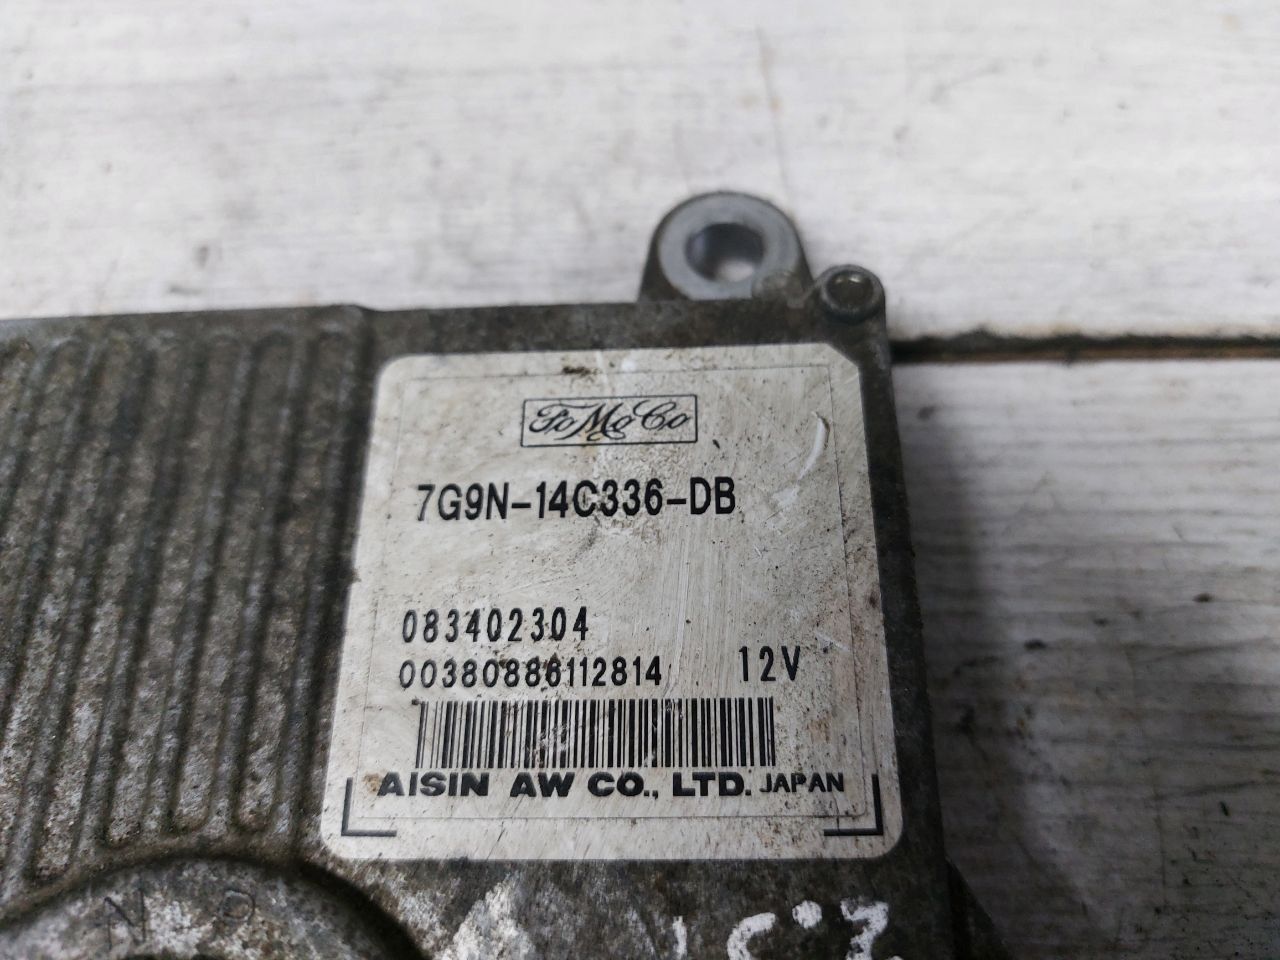 FoMoCo
7G9N-14C336-DB
083402304
00380886112814 12V
AISIN AW CO., LTD. JAPAN
N O